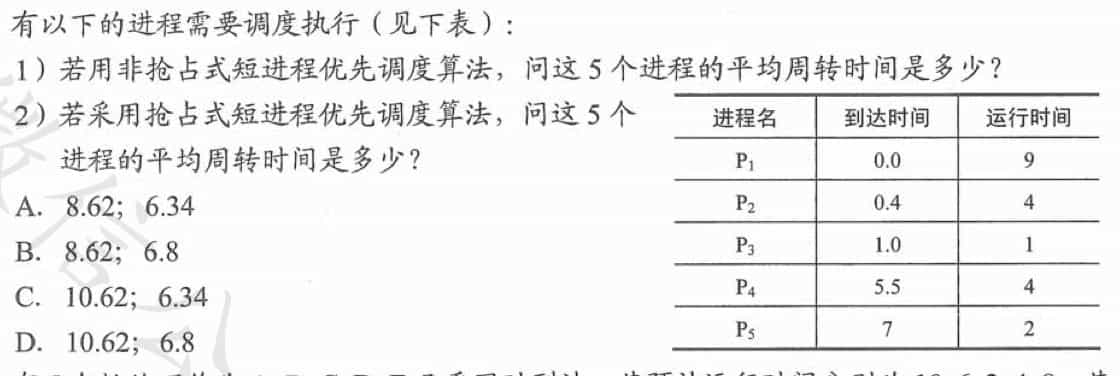 有以下的进程需要调度执行（见下表）：
1）若用非抢占式短进程优先调度算法，问这 5 个进程的平均周转时间是多少？
2）若采用抢占式短进程优先调度算法，问这 5 个
进程的平均周转时间是多少？
A. 8.62；6.34
B. 8.62；6.8
C. 10.62；6.34
D. 10.62；6.8
进程名 到达时间 运行时间
P₁ 0.0 9
P₂ 0.4 4
P₃ 1.0 1
P₄ 5.5 4
P₅ 7 2